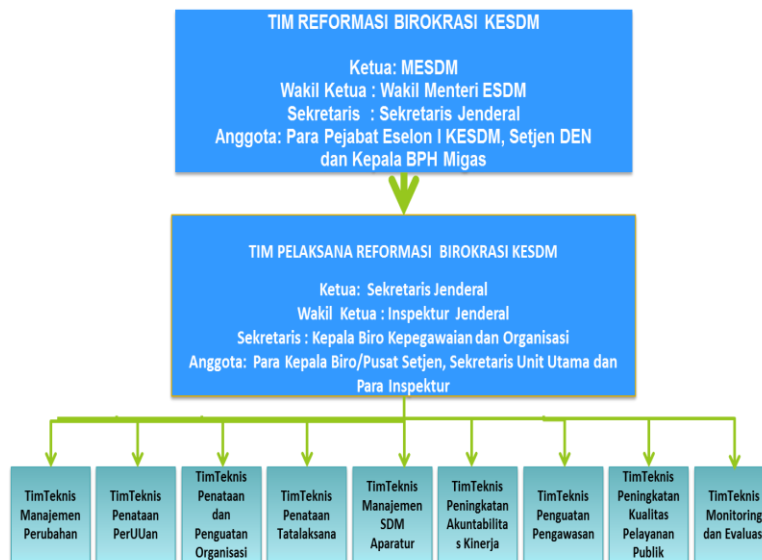 TIM REFORMASI BIROKRASI KESDM
Ketua: MESDM
Wakil Ketua : Wakil Menteri ESDM
Sekretaris : Sekretaris Jenderal
Anggota: Para Pejabat Eselon I KESDM, Setjen DEN
dan Kepala BPH Migas
TIM PELAKSANA REFORMASI BIROKRASI KESDM
Ketua: Sekretaris Jenderal
Wakil Ketua : Inspektur Jenderal
Sekretaris : Kepala Biro Kepegawaian dan Organisasi
Anggota: Para Kepala Biro/Pusat Setjen, Sekretaris Unit Utama dan
Para Inspektur
TimTeknis
Manajemen
Perubahan
TimTeknis
Penataan
PerUUan
TimTeknis
Penataan
dan
Penguatan
Organisasi
TimTeknis
Penataan
Tatalaksana
TimTeknis
Manajemen
SDM
Aparatur
TimTeknis
Peningkatan
Akuntabilita
s Kinerja
TimTeknis
Penguatan
Pengawasan
TimTeknis
Peningkatan
Kualitas
Pelayanan
Publik
TimTeknis
Monitoring
dan Evaluas